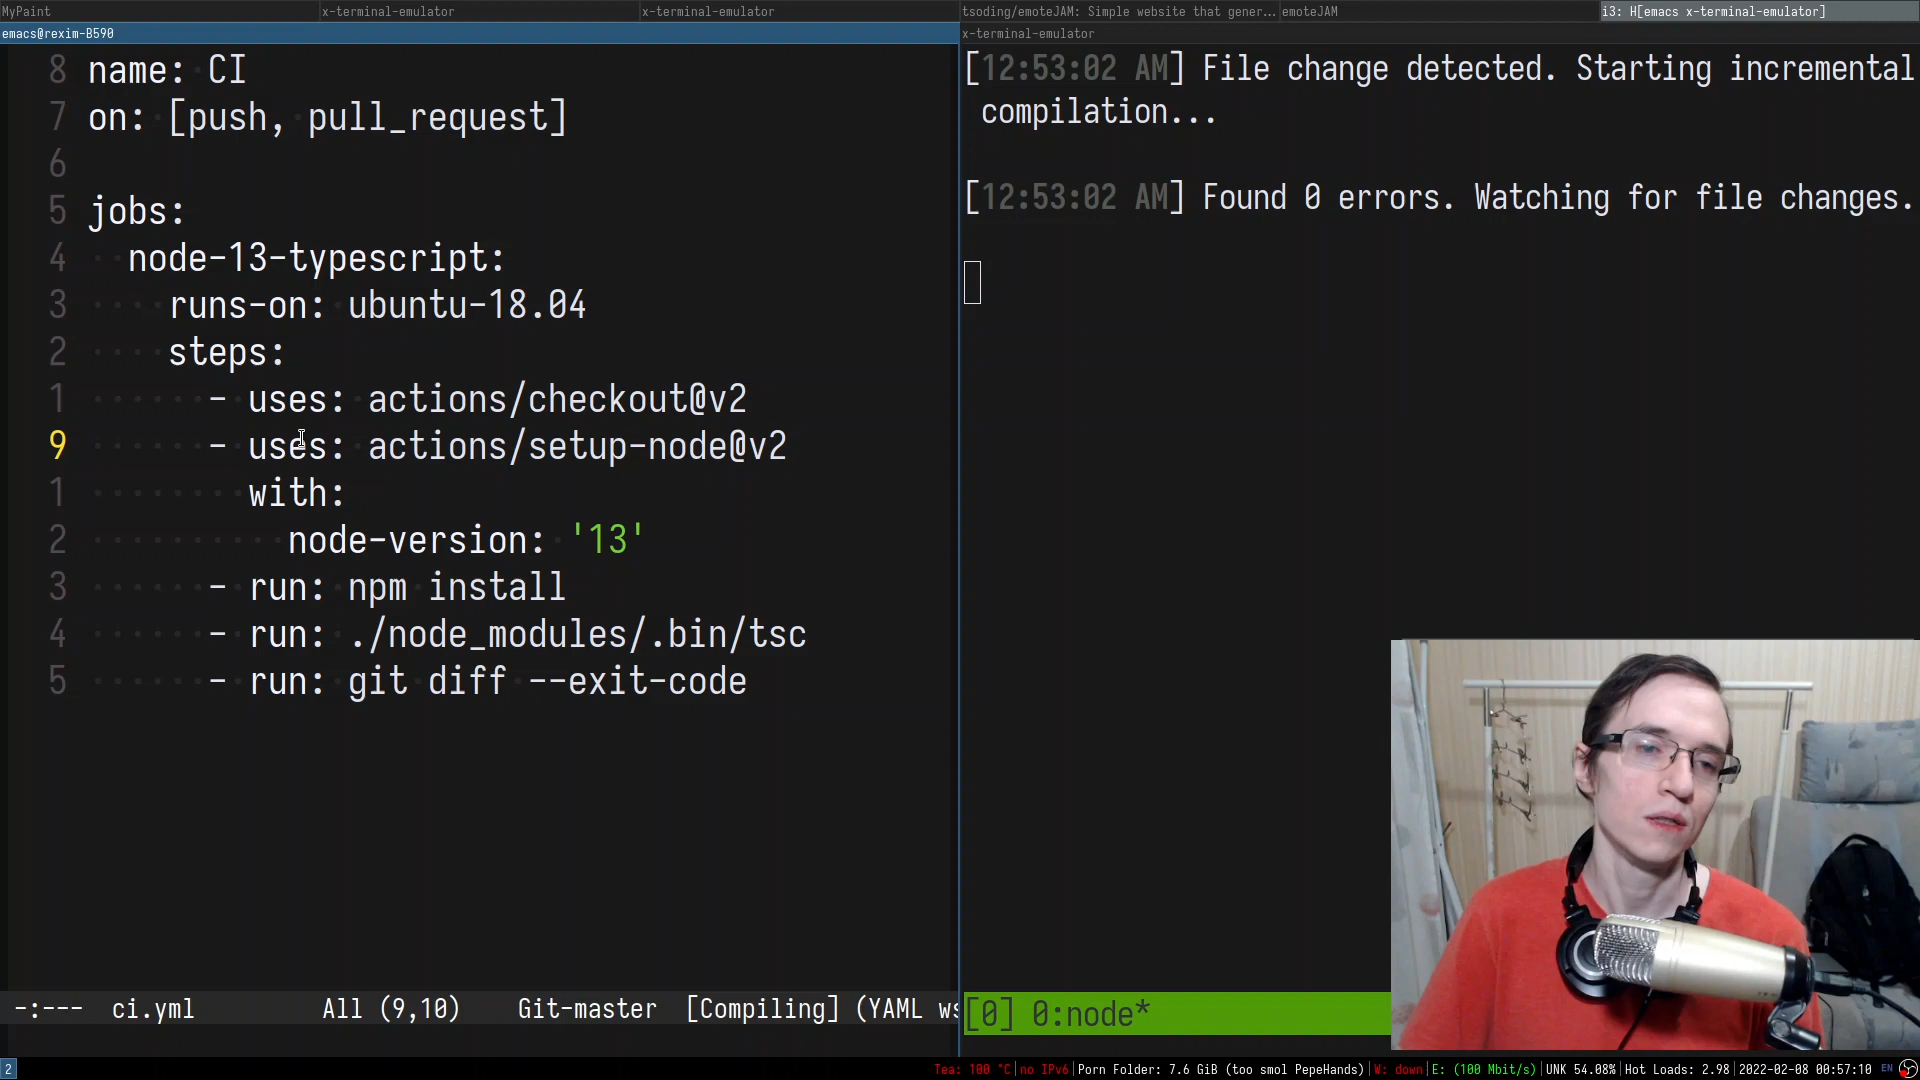 MyPaint
x-terminal-emulator
x-terminal-emulator
tsoding/emoteJAM: Simple website that gener...
emoteJAM
i3: H[emacs x-terminal-emulator]
emacs@rexim-B590
x-terminal-emulator
8 name: CI
7 on: [push, pull_request]
6
5 jobs:
4 node-13-typescript:
3 runs-on: ubuntu-18.04
2 steps:
1 - uses: actions/checkout@v2
9 - uses: actions/setup-node@v2
1 with:
2 node-version: '13'
3 - run: npm install
4 - run: ./node_modules/.bin/tsc
5 - run: git diff --exit-code
-:--- ci.yml All (9,10) Git-master [Compiling] (YAML ws
[12:53:02 AM] File change detected. Starting incremental
compilation...
[12:53:02 AM] Found 0 errors. Watching for file changes.
[0] 0:node*
2
Tea: 100 °C|no IPv6|Porn Folder: 7.6 GiB (too smol PepeHands)|W: down|E: (100 Mbit/s)|UNK 54.08%|Hot Loads: 2.98|2022-02-08 00:57:10 EN